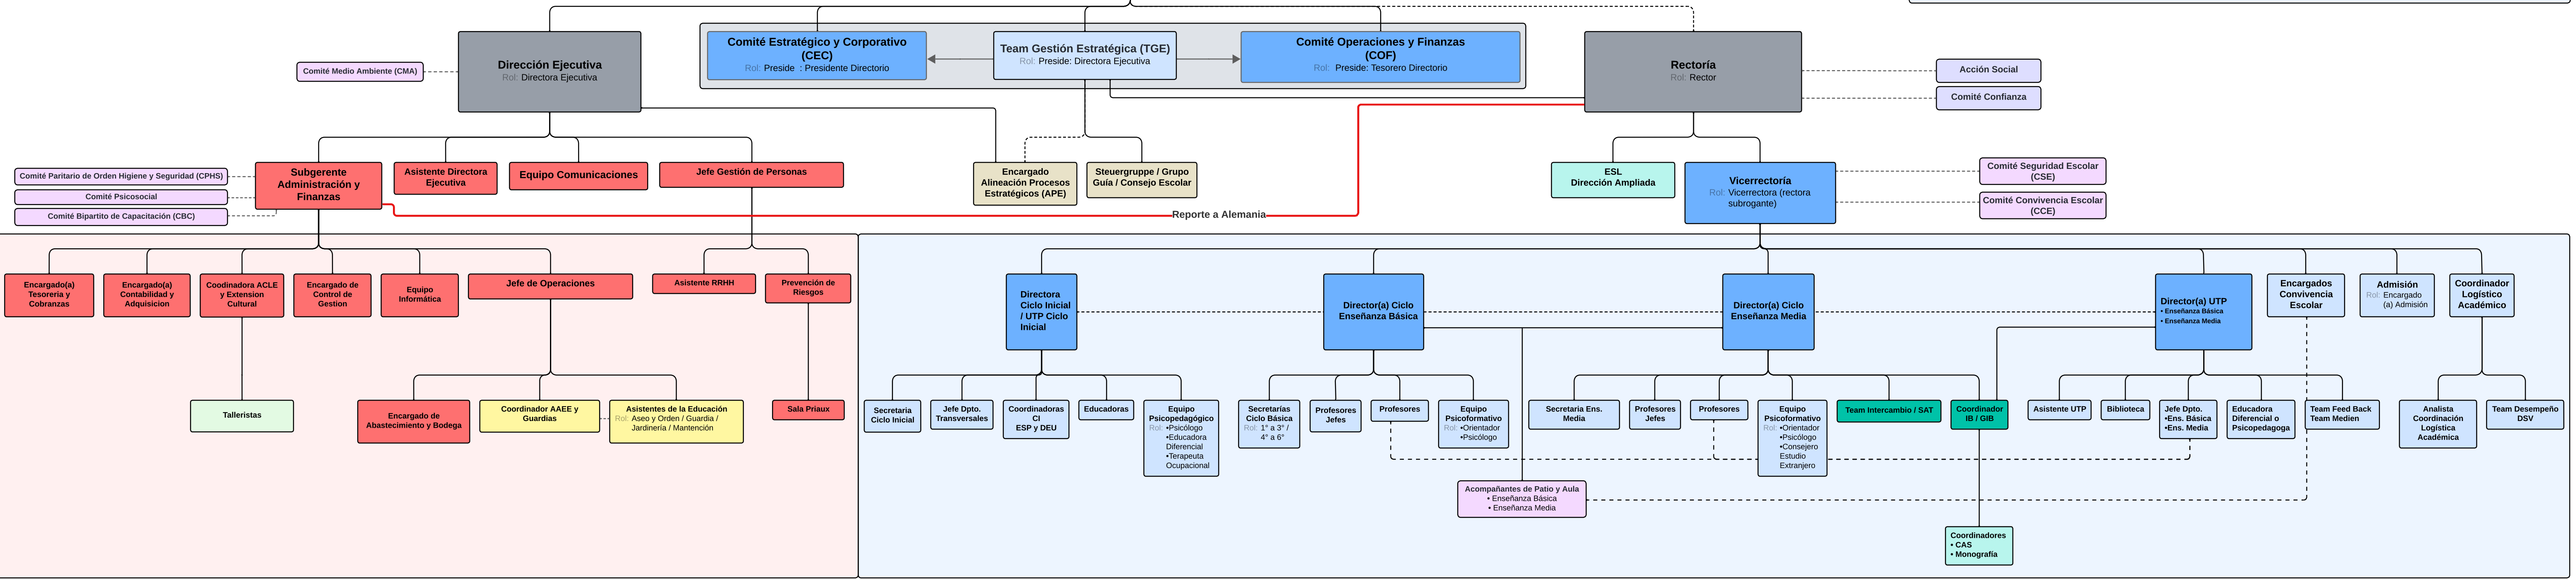 Comité Estratégico y Corporativo
(CEC)
Rol: Preside : Presidente Directorio
Team Gestión Estratégica (TGE)
Rol: Preside: Directora Ejecutiva
Comité Operaciones y Finanzas
(COF)
Rol: Preside: Tesorero Directorio
Dirección Ejecutiva
Rol: Directora Ejecutiva
Comité Medio Ambiente (CMA)
Rectoría
Rol: Rector
Acción Social
Comité Confianza
Comité Paritario de Orden Higiene y Seguridad (CPHS)
Comité Psicosocial
Comité Bipartito de Capacitación (CBC)
Subgerente
Administración y
Finanzas
Asistente Directora
Ejecutiva
Equipo Comunicaciones
Jefe Gestión de Personas
Encargado
Alineación Procesos
Estratégicos (APE)
Steuergruppe / Grupo
Guía / Consejo Escolar
Reporte a Alemania
ESL
Dirección Ampliada
Vicerrectoría
Rol: Vicerrectora (rectora
subrogante)
Comité Seguridad Escolar
(CSE)
Comité Convivencia Escolar
(CCE)
Encargado(a)
Tesoreria y
Cobranzas
Encargado(a)
Contabilidad y
Adquisicion
Coodinadora ACLE
y Extension
Cultural
Encargado de
Control de
Gestion
Equipo
Informática
Jefe de Operaciones
Asistente RRHH
Prevención de
Riesgos
Directora
Ciclo Inicial
/ UTP Ciclo
Inicial
Director(a) Ciclo
Enseñanza Básica
Director(a) Ciclo
Enseñanza Media
Director(a) UTP
• Enseñanza Básica
• Enseñanza Media
Encargados
Convivencia
Escolar
Admisión
Rol: Encargado
(a) Admisión
Coordinador
Logístico
Académico
Talleristas
Encargado de
Abastecimiento y Bodega
Coordinador AAEE y
Guardias
Asistentes de la Educación
Rol: Aseo y Orden / Guardia /
Jardinería / Mantención
Sala Priaux
Secretaria
Ciclo Inicial
Jefe Dpto.
Transversales
Coordinadoras
CI
ESP y DEU
Educadoras
Equipo
Psicopedagógico
Rol: •Psicólogo
•Educadora
Diferencial
•Terapeuta
Ocupacional
Secretarías
Ciclo Básica
Rol: 1° a 3° /
4° a 6°
Profesores
Jefes
Profesores
Equipo
Psicoformativo
Rol: •Orientador
•Psicólogo
Secretaria Ens.
Media
Profesores
Jefes
Profesores
Equipo
Psicoformativo
Rol: •Orientador
•Psicólogo
•Consejero
Estudio
Extranjero
Team Intercambio / SAT
Coordinador
IB / GIB
Asistente UTP
Biblioteca
Jefe Dpto.
•Ens. Básica
•Ens. Media
Educadora
Diferencial o
Psicopedagoga
Team Feed Back
Team Medien
Analista
Coordinación
Logística
Académica
Team Desempeño
DSV
Acompañantes de Patio y Aula
• Enseñanza Básica
• Enseñanza Media
Coordinadores
• CAS
• Monografía